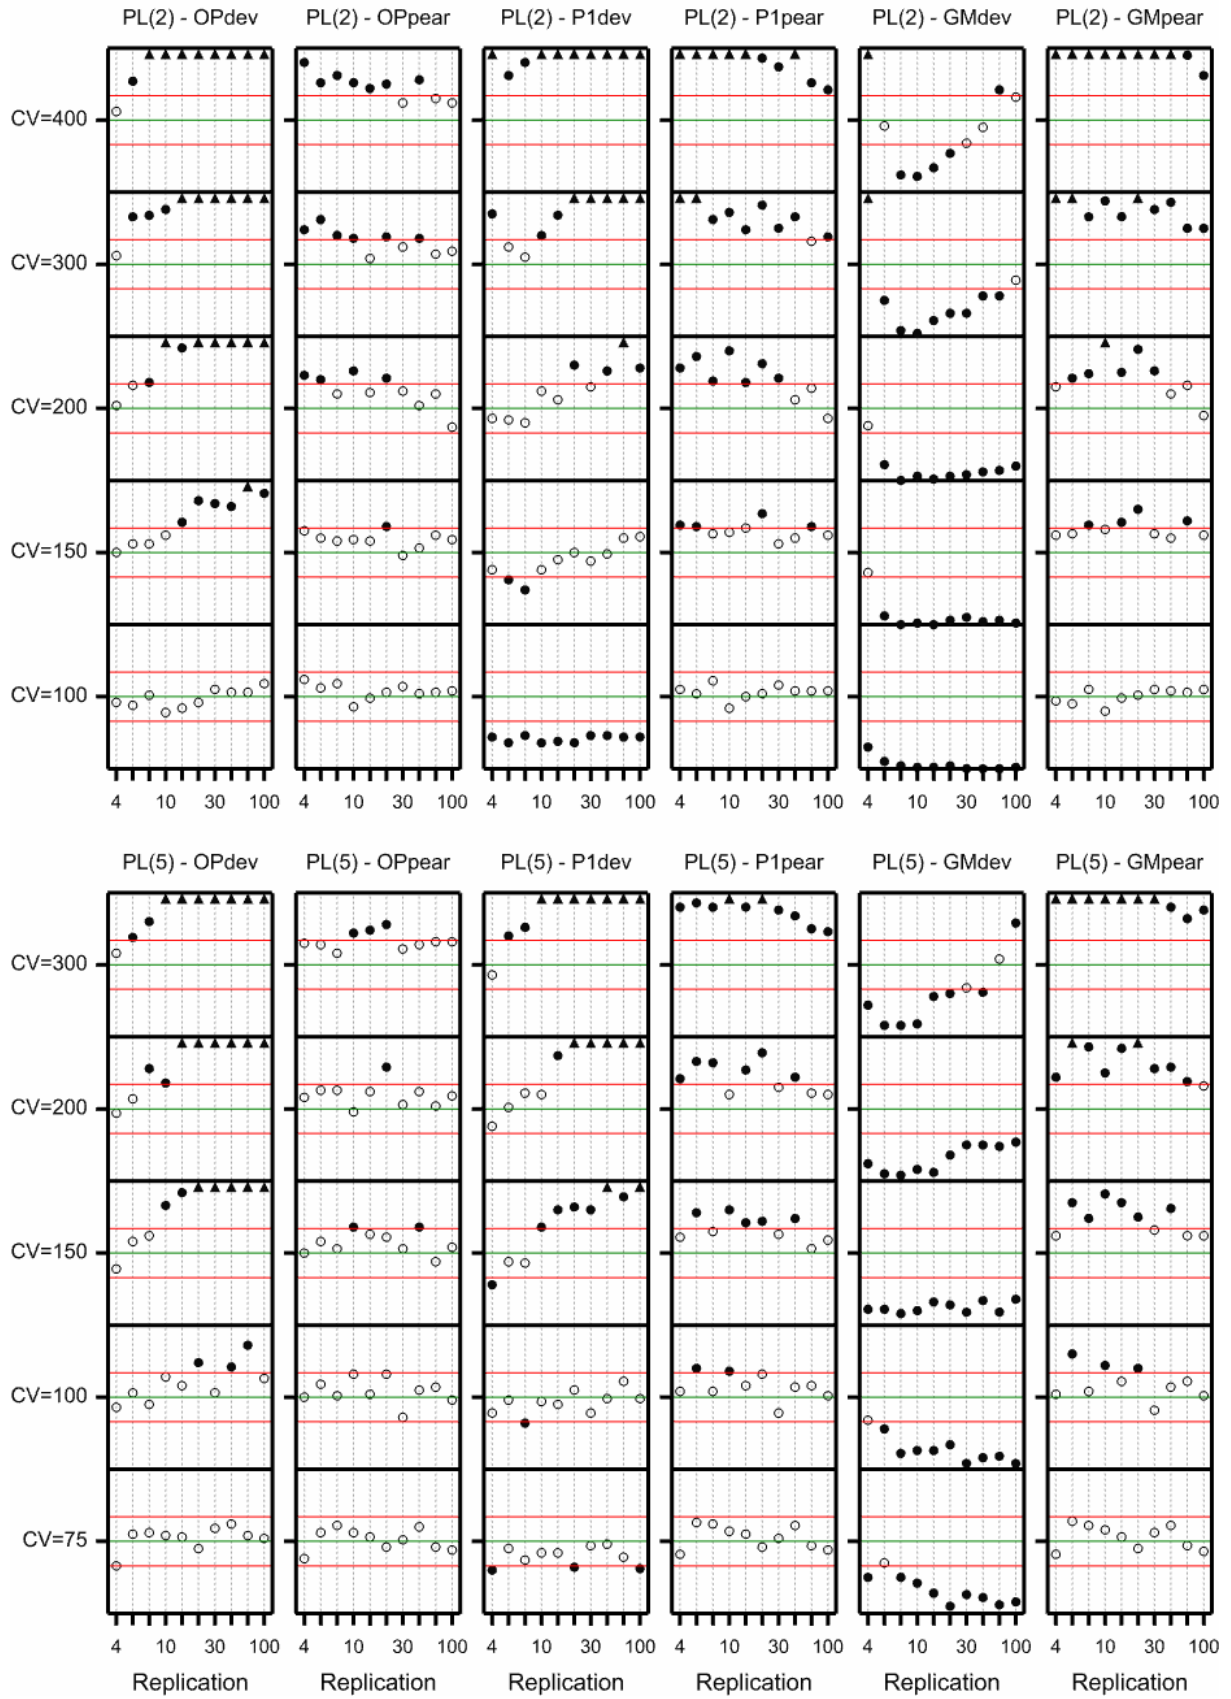 PL(2) - OPdev PL(2) - OPpear PL(2) - P1dev PL(2) - P1pear PL(2) - GMdev PL(2) - GMpear
CV=400
CV=300
CV=200
CV=150
CV=100
4 10 30 100 4 10 30 100 4 10 30 100 4 10 30 100 4 10 30 100 4 10 30 100
PL(5) - OPdev PL(5) - OPpear PL(5) - P1dev PL(5) - P1pear PL(5) - GMdev PL(5) - GMpear
CV=300
CV=200
CV=150
CV=100
CV=75
4 10 30 100 4 10 30 100 4 10 30 100 4 10 30 100 4 10 30 100 4 10 30 100
Replication Replication Replication Replication Replication Replication